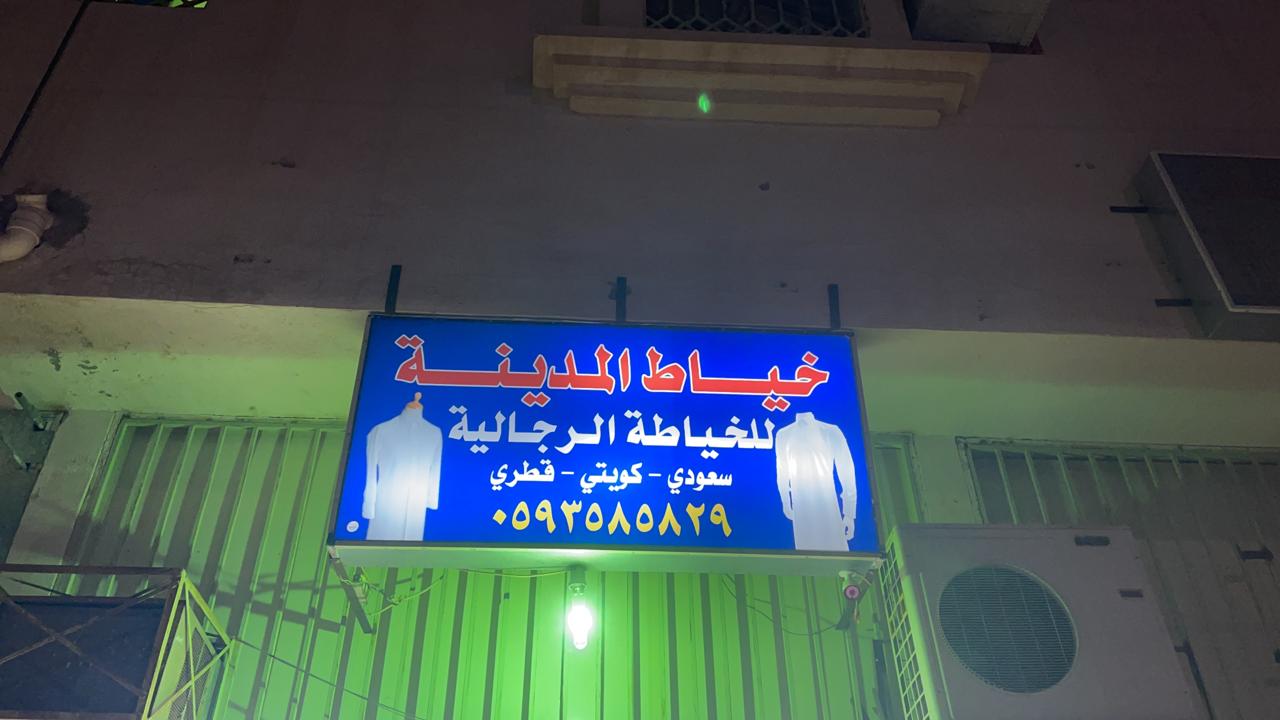 خياط المدينة
للخياطة الرجالية
سعودي - كويتي - قطري
٠٥٩٣٥٨٥٨٢٩